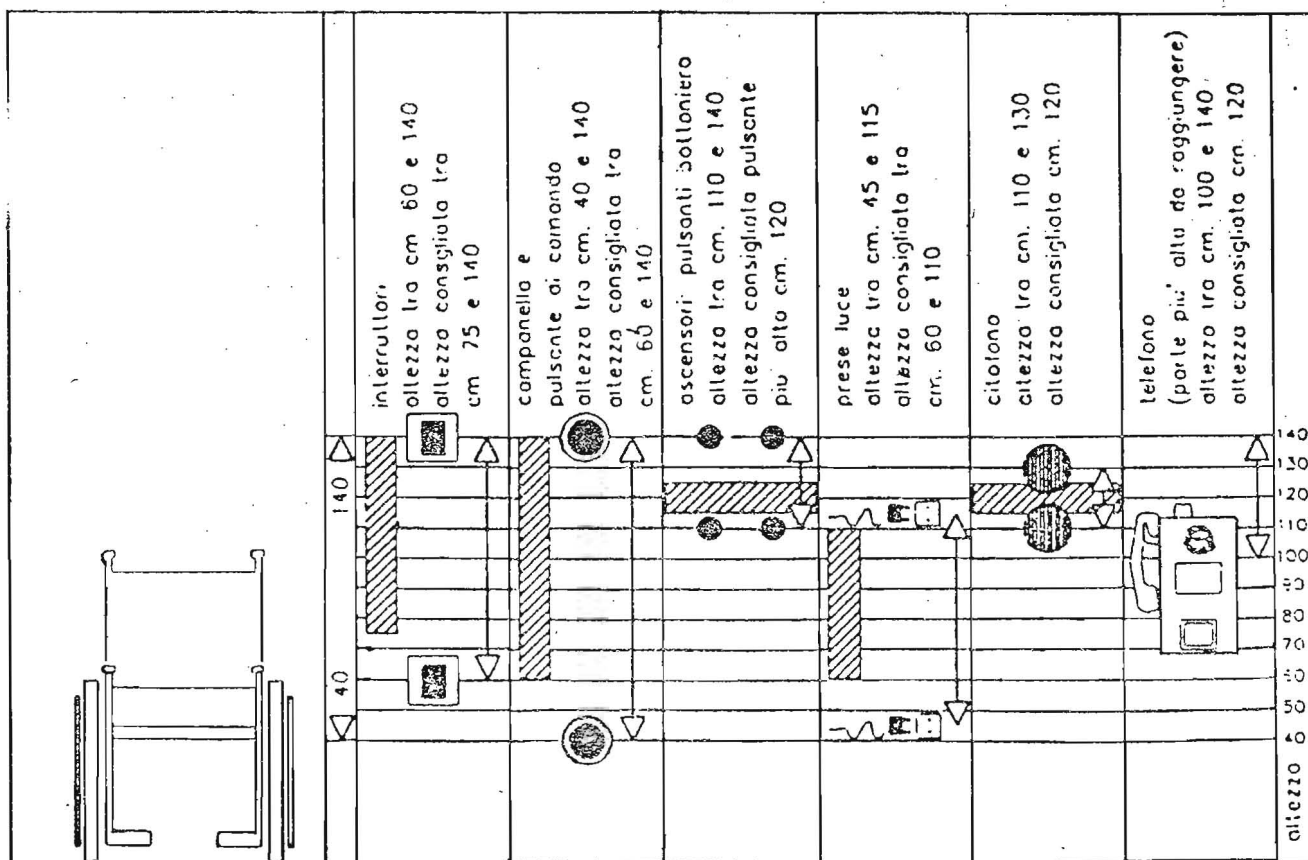 140
40
interruttori
altezza tra cm 60 e 140
altezza consigliata tra
cm 75 e 140
campanella e
pulsante di comando
altezza tra cm. 40 e 140
altezza consigliata tra
cm. 60 e 140
ascensori pulsanti bottoniera
altezza tra cm. 110 e 140
altezza consigliata pulsante
più alto cm. 120
prese luce
altezza tra cm. 45 e 115
altezza consigliata tra
cm. 60 e 110
citofono
altezza tra cm. 110 e 130
altezza consigliata cm. 120
telefono
(parte piu' alta da raggiungere)
altezza tra cm. 100 e 140
altezza consigliata cm. 120
140
130
120
110
100
90
80
70
60
50
40
altezza